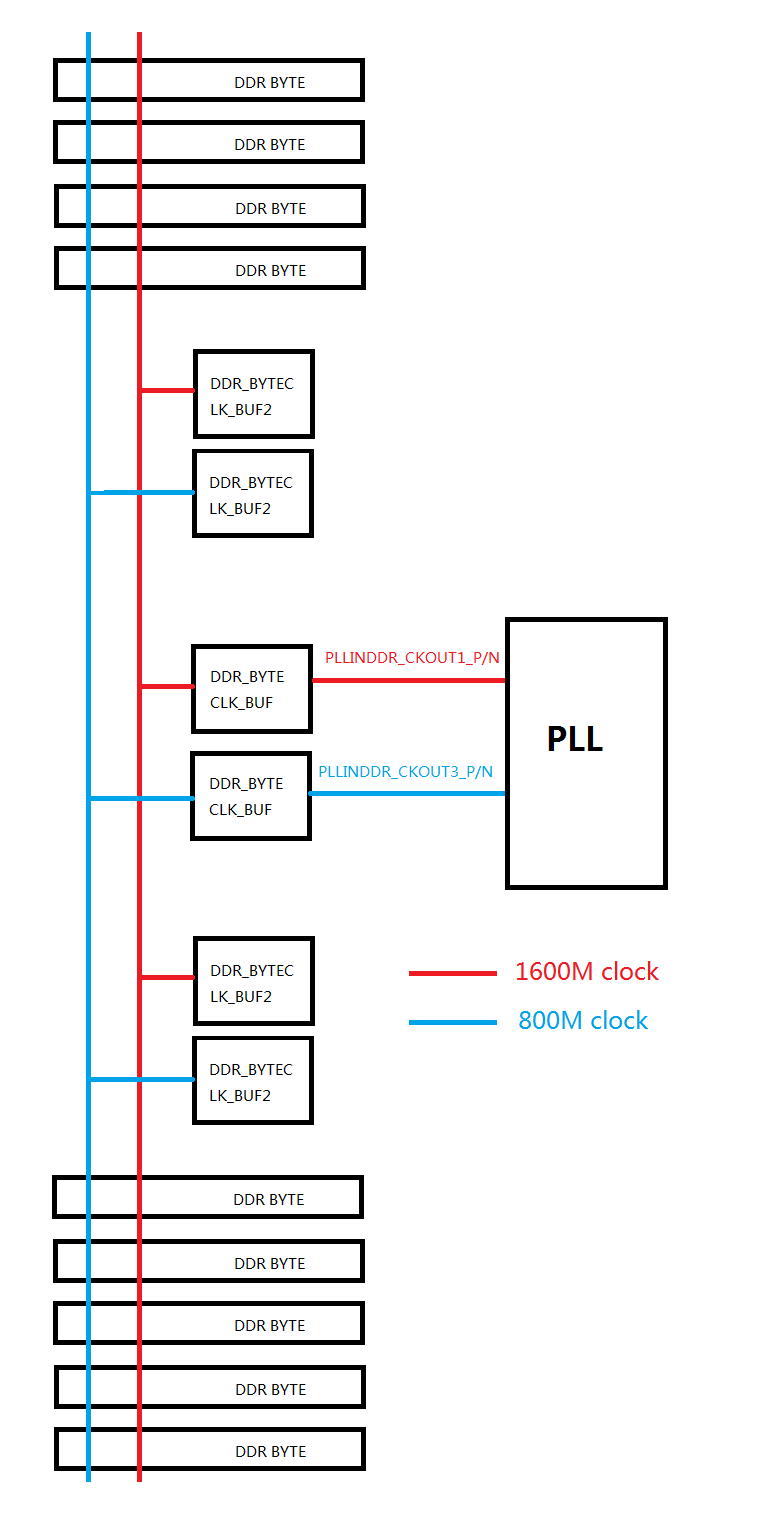 DDR BYTE
DDR BYTE
DDR BYTE
DDR BYTE
DDR_BYTEC
LK_BUF2
DDR_BYTEC
LK_BUF2
PLLINDDR_CKOUT1_P/N
DDR_BYTE
CLK_BUF
PLL
PLLINDDR_CKOUT3_P/N
DDR_BYTE
CLK_BUF
DDR_BYTEC
LK_BUF2
1600M clock
800M clock
DDR_BYTEC
LK_BUF2
DDR BYTE
DDR BYTE
DDR BYTE
DDR BYTE
DDR BYTE